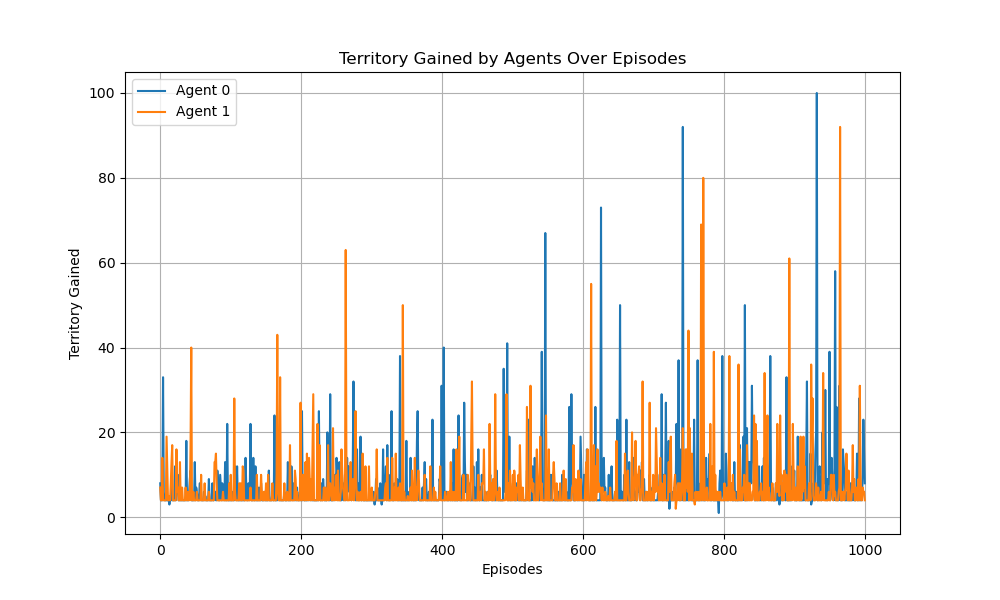 Territory Gained by Agents Over Episodes
Agent 0
Agent 1
Territory Gained
100
80
60
40
20
0
0 200 400 600 800 1000
Episodes